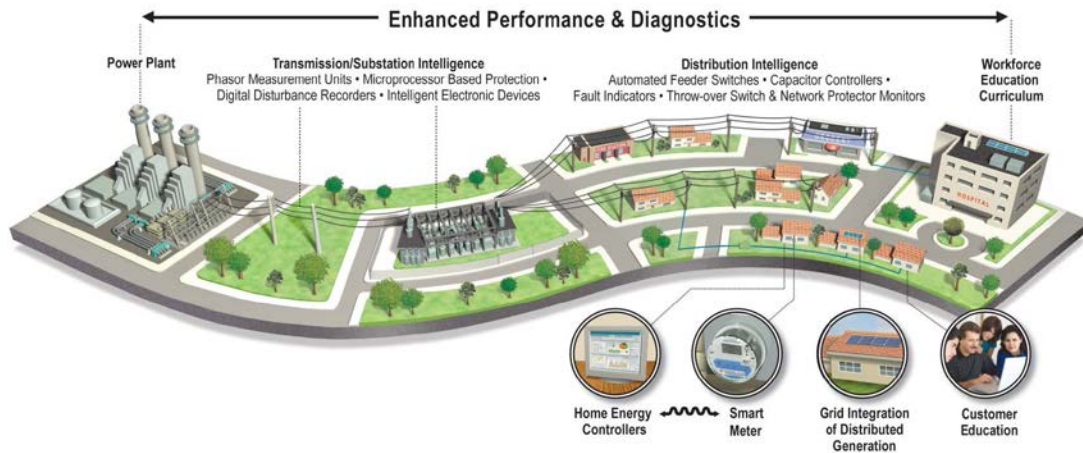 Enhanced Performance & Diagnostics
Power Plant
Transmission/Substation Intelligence
Phasor Measurement Units • Microprocessor Based Protection •
Digital Disturbance Recorders • Intelligent Electronic Devices
Distribution Intelligence
Automated Feeder Switches • Capacitor Controllers •
Fault Indicators • Throw-over Switch & Network Protector Monitors
Workforce
Education
Curriculum
HOSPITAL
Home Energy
Controllers
Smart
Meter
Grid Integration
of Distributed
Generation
Customer
Education